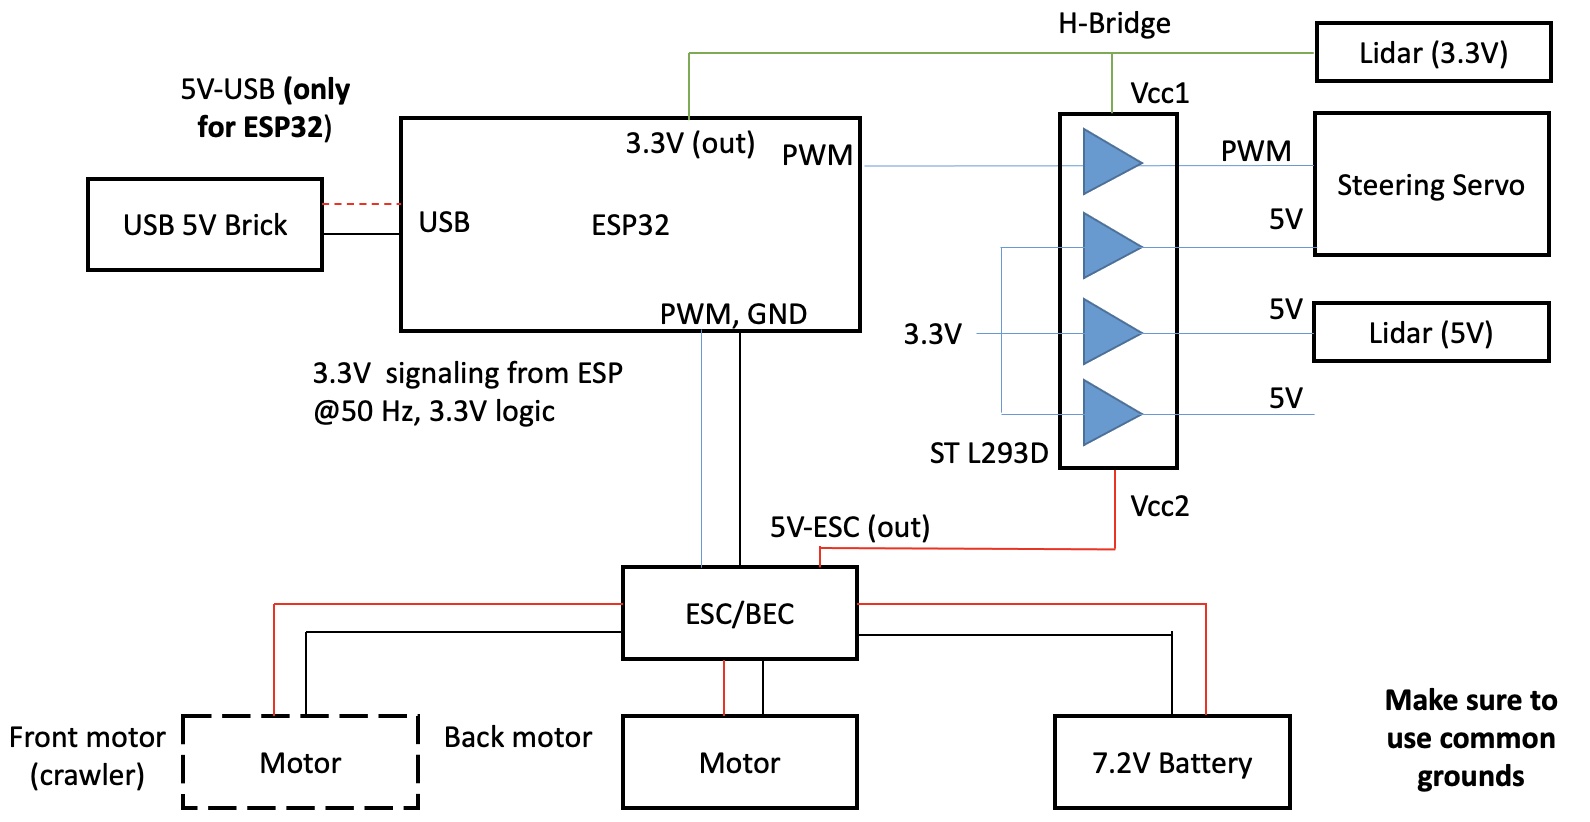 H-Bridge
Lidar (3.3V)
5V-USB (only
for ESP32)
Vcc1
3.3V (out)
PWM
PWM
Steering Servo
USB 5V Brick
USB
ESP32
5V
PWM, GND
3.3V
5V
Lidar (5V)
3.3V  signaling from ESP
@50 Hz, 3.3V logic
5V
ST L293D
Vcc2
5V-ESC (out)
ESC/BEC
Front motor
(crawler)
Motor
Back motor
Motor
7.2V Battery
Make sure to
use common
grounds